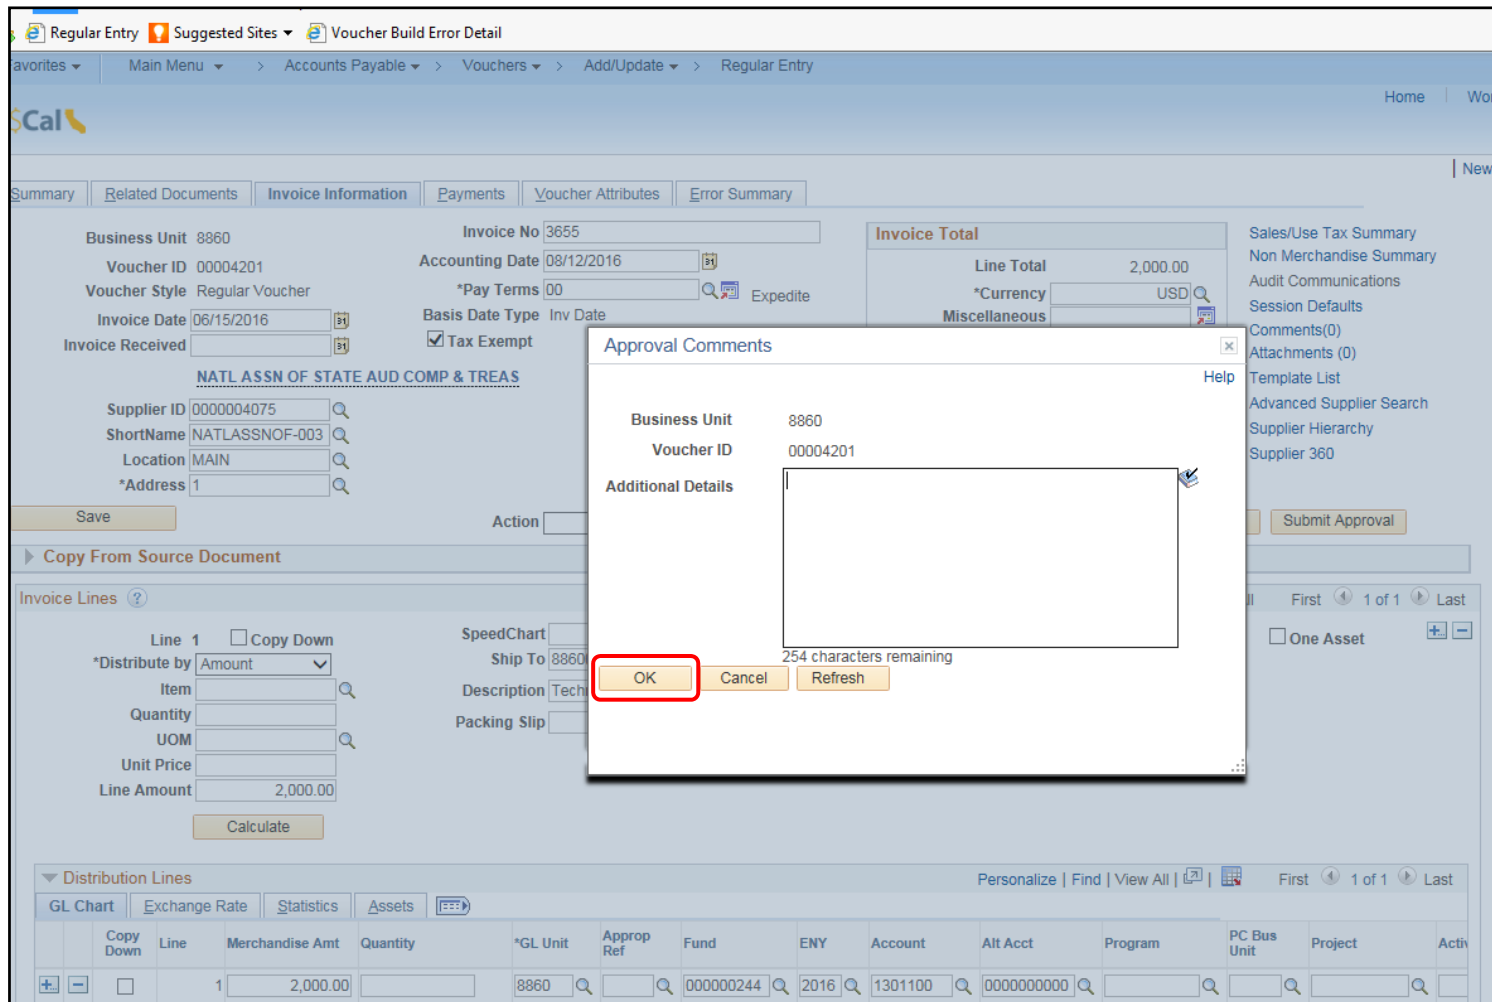 Regular Entry Suggested Sites Voucher Build Error Detail
avorites Main Menu > Accounts Payable > Vouchers > Add/Update > Regular Entry
Home Wo
$Cal
New
Summary Related Documents Invoice Information Payments Voucher Attributes Error Summary
Business Unit 8860
Voucher ID 00004201
Voucher Style Regular Voucher
Invoice Date 06/15/2016
Invoice Received
Invoice No 3655
Accounting Date 08/12/2016
*Pay Terms 00 Expedite
Basis Date Type Inv Date
Tax Exempt
Invoice Total
Line Total 2,000.00
*Currency USD
Miscellaneous
Sales/Use Tax Summary
Non Merchandise Summary
Audit Communications
Session Defaults
Comments(0)
Attachments (0)
Template List
Advanced Supplier Search
Supplier Hierarchy
Supplier 360
NATL ASSN OF STATE AUD COMP & TREAS
Supplier ID 0000004075
ShortName NATLASSNOF-003
Location MAIN
*Address 1
Save
Action
Submit Approval
Approval Comments
Help
Business Unit 8860
Voucher ID 00004201
Additional Details
254 characters remaining
OK Cancel Refresh
Copy From Source Document
Invoice Lines ll First 1 of 1 Last
Line 1 Copy Down
*Distribute by Amount
Item
Quantity
UOM
Unit Price
Line Amount 2,000.00
Calculate
SpeedChart
Ship To 8860
Description Tech
Packing Slip
One Asset
Distribution Lines Personalize | Find | View All | | First 1 of 1 Last
GL Chart Exchange Rate Statistics Assets
Copy Down Line Merchandise Amt Quantity *GL Unit Approp Ref Fund ENY Account Alt Acct Program PC Bus Unit Project Activ
1 2,000.00 8860 000000244 2016 1301100 0000000000